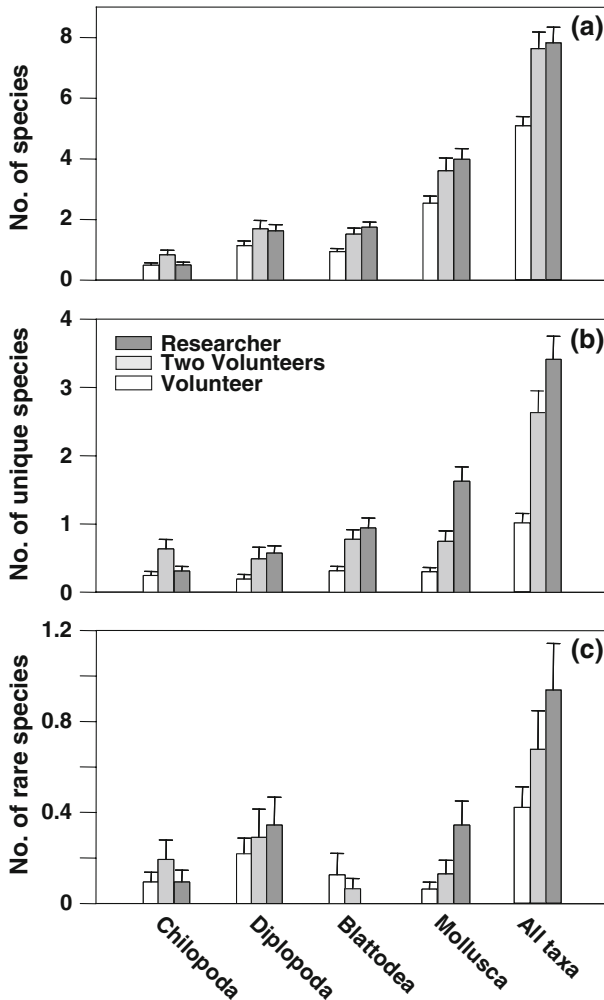 (a)
No. of species
8
6
4
2
0
(b)
No. of unique species
4
3
2
1
0
Researcher
Two Volunteers
Volunteer
(c)
No. of rare species
1.2
0.8
0.4
0
Chilopoda
Diplopoda
Blattodea
Mollusca
All taxa